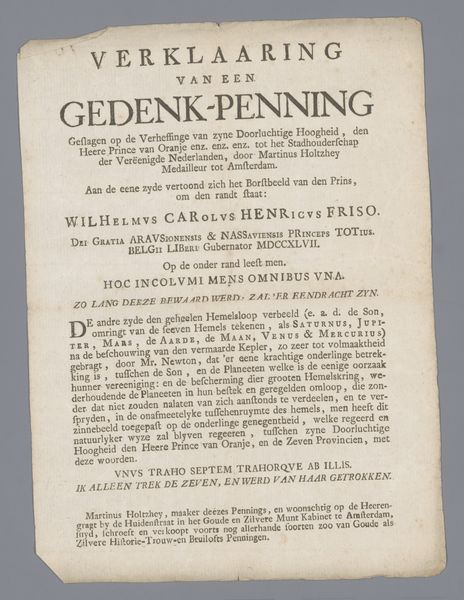 VERKLAARING
VAN EEN
GEDENK-PENNING
Geslagen op de Verheffinge van zyne Doorluchtige Hoogheid, den
Heere Prince van Oranje enz. enz. enz. tot het Stadhouderschap
der Vereenigde Nederlanden, door Martinus Holtzhey
Medailleur tot Amsterdam.
Aan de eene zyde vertoond zich het Borstbeeld van den Prins,
om den randt staat:
WILHELMVS CAROLVS HENRICVS FRISO.
DEI GRATIA ARAVSIONENSIS & NASSAVIENSIS PRINCEPS TOTIUS.
BELGII LIBERI Gubernator MDCCXLVII.
Op de onder rand leest men.
HOC INCOLVMI MENS OMNIBUS VNA.
ZO LANG DEEZE BEWAARD WERD: ZAL 'ER EENDRACHT ZYN.
DE andre zyde den geheelen Hemelsloop verbeeld (e. a. d. de Son,
omringt van de seeven Hemels tekenen, als SATURNUS, JUPI-
TER, MARS, de AARDE, de MAAN, VENUS & MERCURIUS)
na de beschouwing van den vermaarde Kepler, zo zeer tot volmaaktheid
gebragt, door Mr. Newton, dat 'er eene krachtige onderlinge betrek-
king is, tusschen de Son, en de Planeeten welke is de eenige oorzaak
hunner vereeniging: en de bescherming dier grooten Hemelskring, we-
derhoudende de Planeeten in hun bestek en geregelden omloop, die zon-
der dat niet zouden nalaten van zich aanstonds te verdeelen, en te ver-
spryden, in de onafmeetelyke tusschenruymte des hemels, men heeft dit
zinnebeeld toegepast op de onderlinge genegentheid, welke regeerd en
natuurlyker wyze zal blyven regeeren, tusschen zyne Doorluchtige
Hoogheid den Heere Prince van Oranje, en de Zeven Provincien, met
deze woorden.
VNVS TRAHO SEPTEM TRAHORQVE AB ILLIS.
IK ALLEEN TREK DE ZEVEN, EN WERD VAN HAAR GETROKKEN.
Martinus Holtzhey, maaker deezes Pennings, en woonachtig op de Heeren-
gragt by de Huidenstraat in het Goude en Zilvere Munt Kabinet te Amsterdam,
snyd, schroeft en verkoopt voorts nog allerhande soorten zoo van Goude als
Zilvere Historie-Trouw-en Bruilofts Penningen.